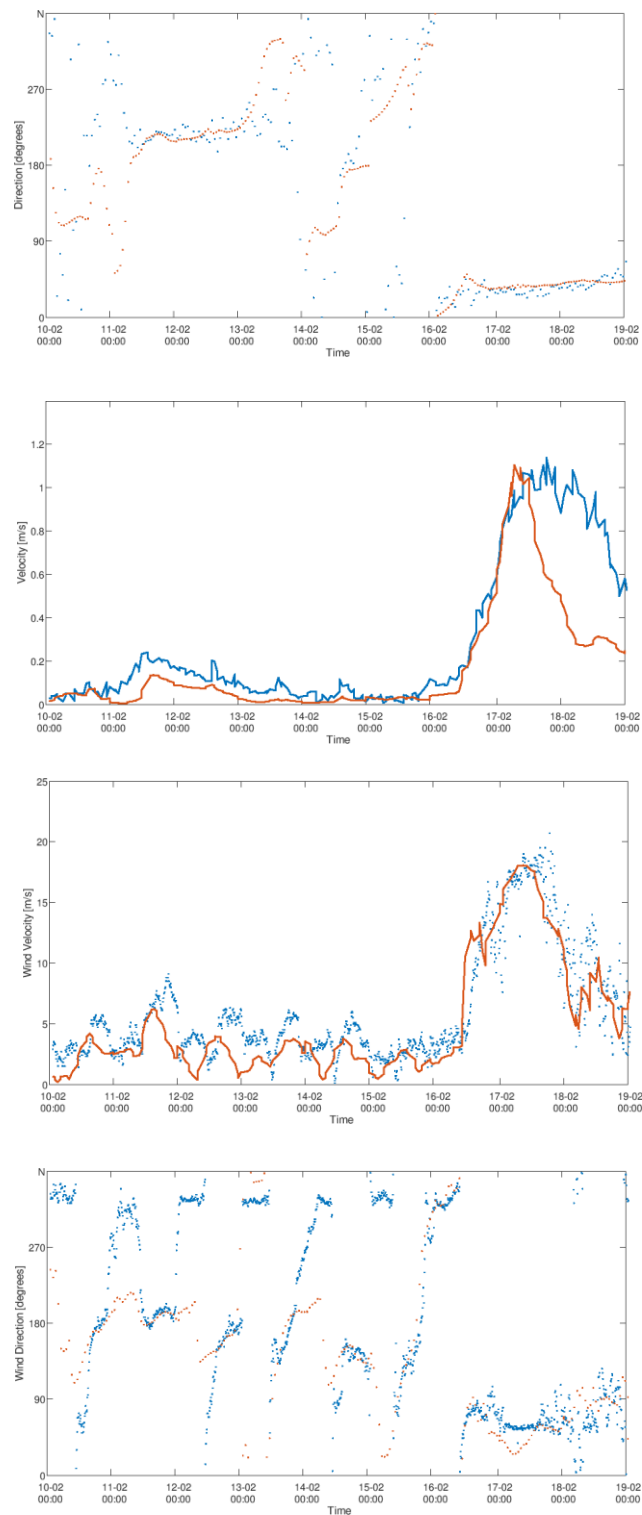 N
270
180
90
0
Direction [degrees]
10-02 11-02 12-02 13-02 14-02 15-02 16-02 17-02 18-02 19-02
00:00 00:00 00:00 00:00 00:00 00:00 00:00 00:00 00:00 00:00
Time
1.2
1
0.8
0.6
0.4
0.2
0
Velocity [m/s]
10-02 11-02 12-02 13-02 14-02 15-02 16-02 17-02 18-02 19-02
00:00 00:00 00:00 00:00 00:00 00:00 00:00 00:00 00:00 00:00
Time
25
20
15
10
5
0
Wind Velocity [m/s]
10-02 11-02 12-02 13-02 14-02 15-02 16-02 17-02 18-02 19-02
00:00 00:00 00:00 00:00 00:00 00:00 00:00 00:00 00:00 00:00
Time
N
270
180
90
0
Wind Direction [degrees]
10-02 11-02 12-02 13-02 14-02 15-02 16-02 17-02 18-02 19-02
00:00 00:00 00:00 00:00 00:00 00:00 00:00 00:00 00:00 00:00
Time